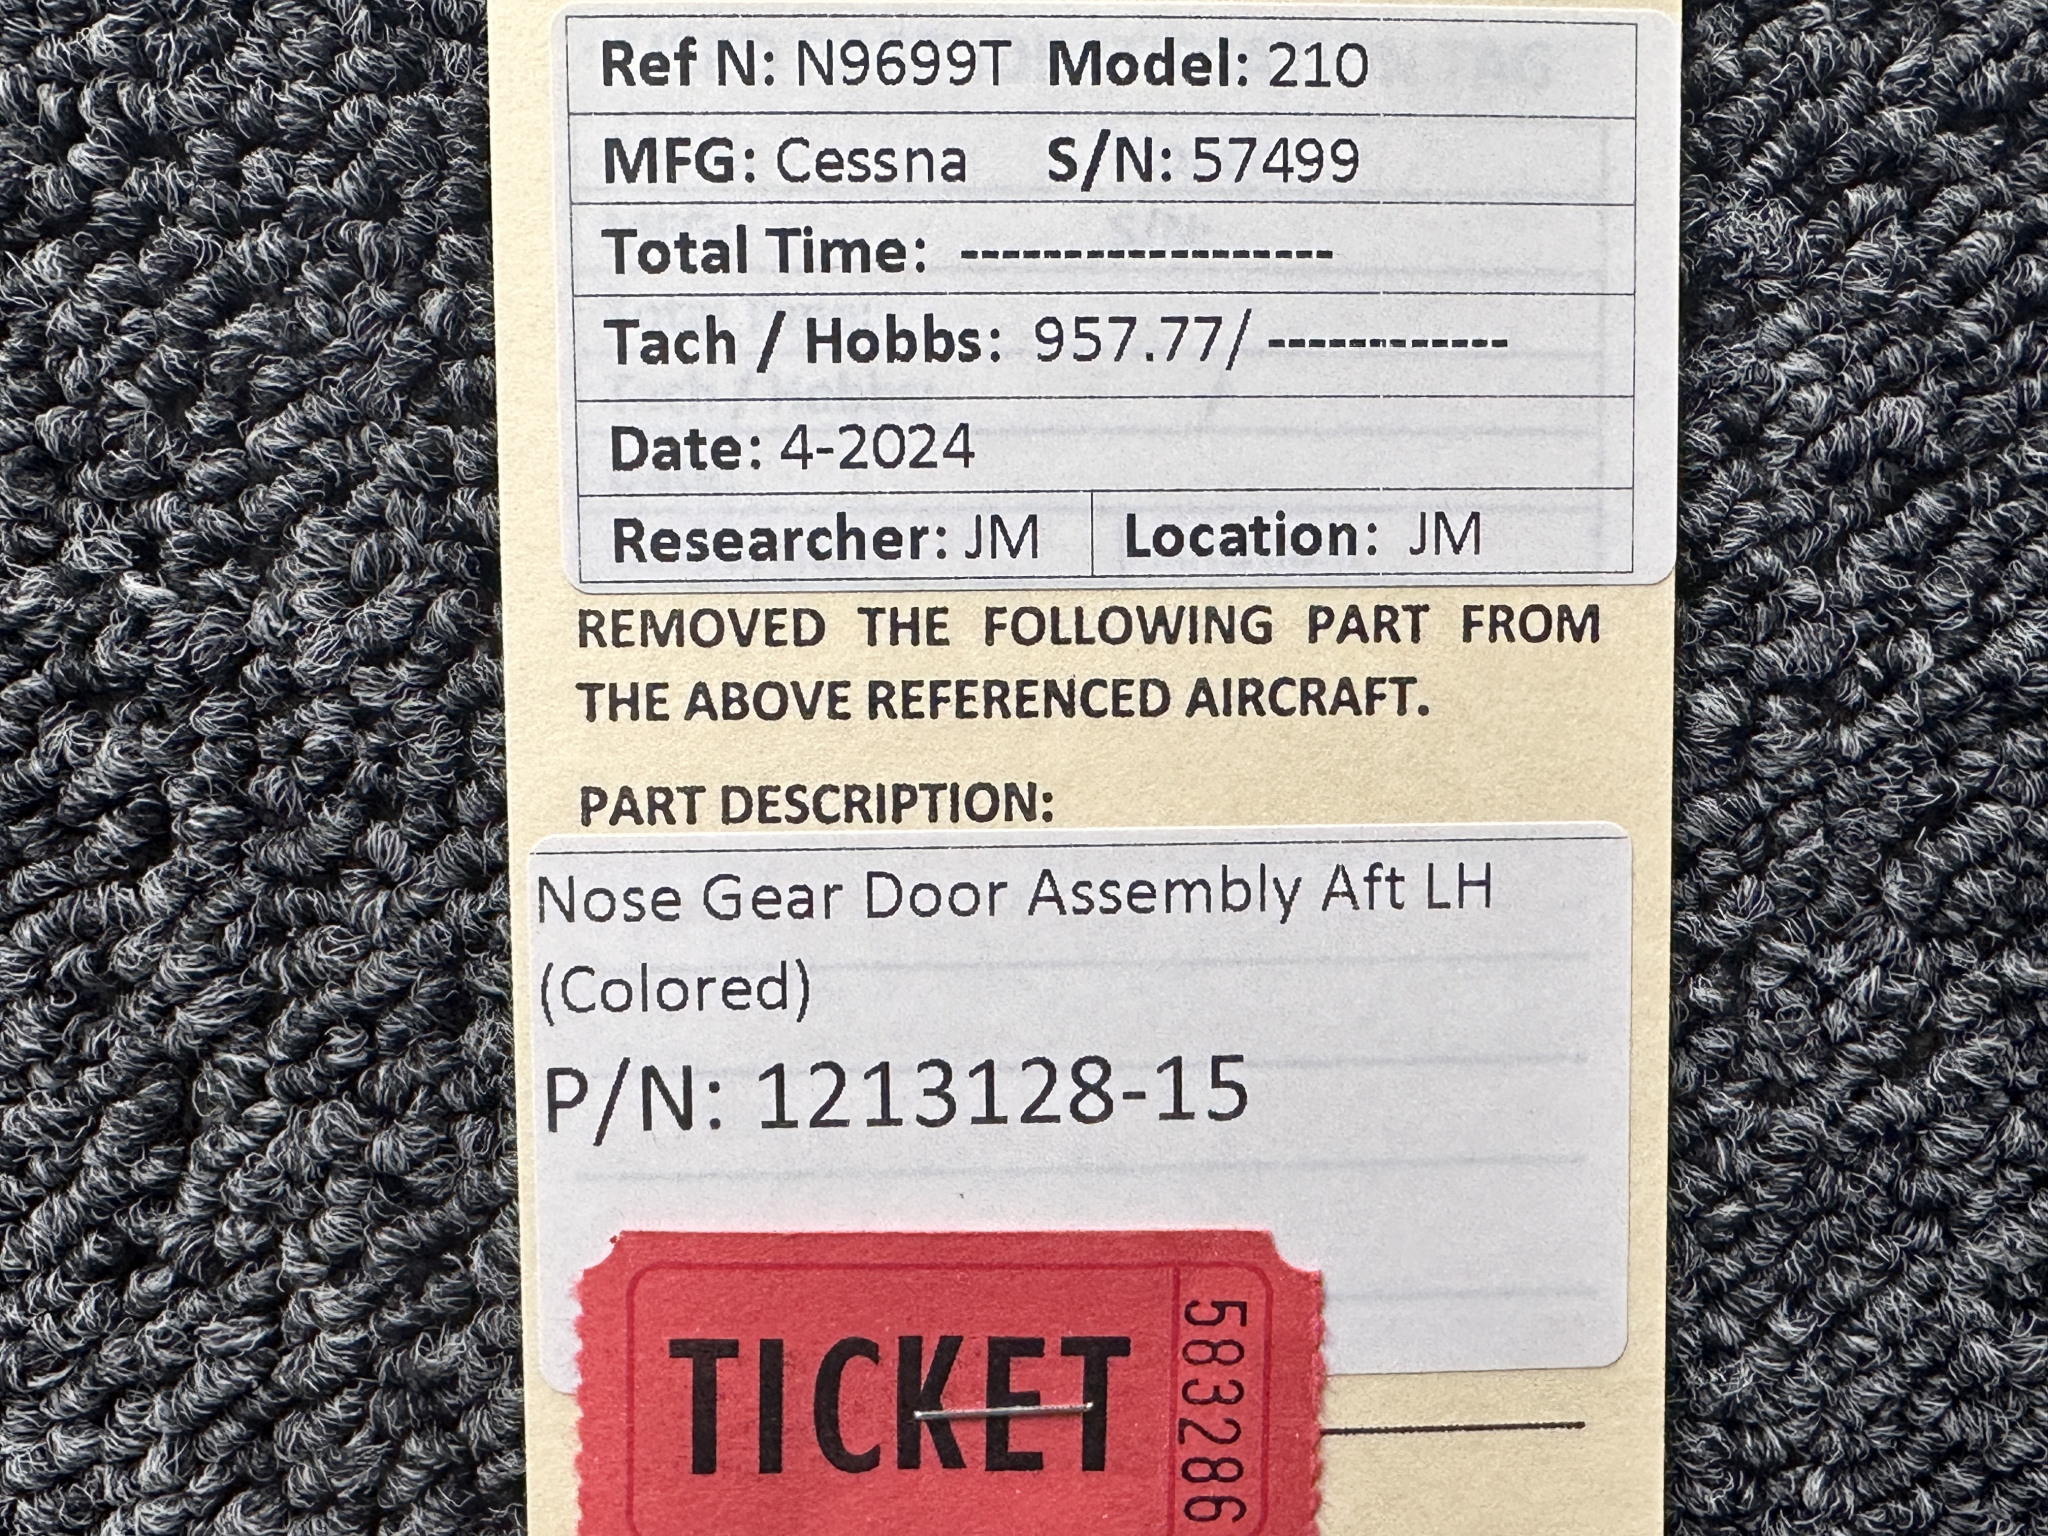 Ref N: N9699T Model: 210
MFG: Cessna S/N: 57499
Total Time: ------------------
Tach / Hobbs: 957.77/ ------------
Date: 4-2024
Researcher: JM Location: JM
REMOVED THE FOLLOWING PART FROM
THE ABOVE REFERENCED AIRCRAFT.
PART DESCRIPTION:
Nose Gear Door Assembly Aft LH
(Colored)
P/N: 1213128-15
TICKET
583286